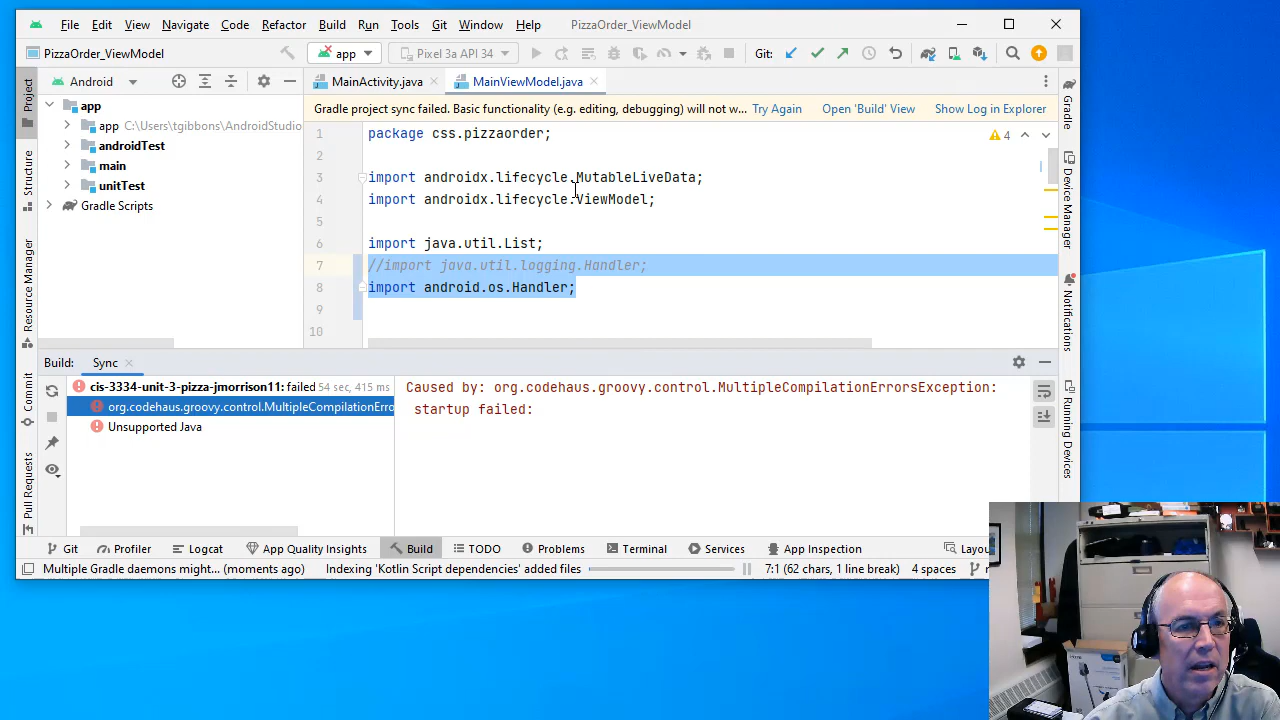 File Edit View Navigate Code Refactor Build Run Tools Git Window Help PizzaOrder_ViewModel
PizzaOrder_ViewModel app Pixel 3a API 34 Git:
Android MainActivity.java MainViewModel.java
Gradle project sync failed. Basic functionality (e.g. editing, debugging) will not w... Try Again Open 'Build' View Show Log in Explorer
app
app C:\Users\tgibbons\AndroidStudio
androidTest
main
unitTest
Gradle Scripts
4
1 package css.pizzaorder;
2
3 import androidx.lifecycle.MutableLiveData;
4 import androidx.lifecycle.ViewModel;
5
6 import java.util.List;
7 //import java.util.logging.Handler;
8 import android.os.Handler;
9
10
Project
Structure
Resource Manager
Commit
Pull Requests
Gradle
Device Manager
Notifications
Running Devices
Build: Sync
cis-3334-unit-3-pizza-jmorrison11: failed 54 sec, 415 ms
org.codehaus.groovy.control.MultipleCompilationErro
Unsupported Java
Caused by: org.codehaus.groovy.control.MultipleCompilationErrorsException:
startup failed:
Git Profiler Logcat App Quality Insights Build TODO Problems Terminal Services App Inspection Layou
Multiple Gradle daemons might... (moments ago) Indexing 'Kotlin Script dependencies' added files 7:1 (62 chars, 1 line break) 4 spaces